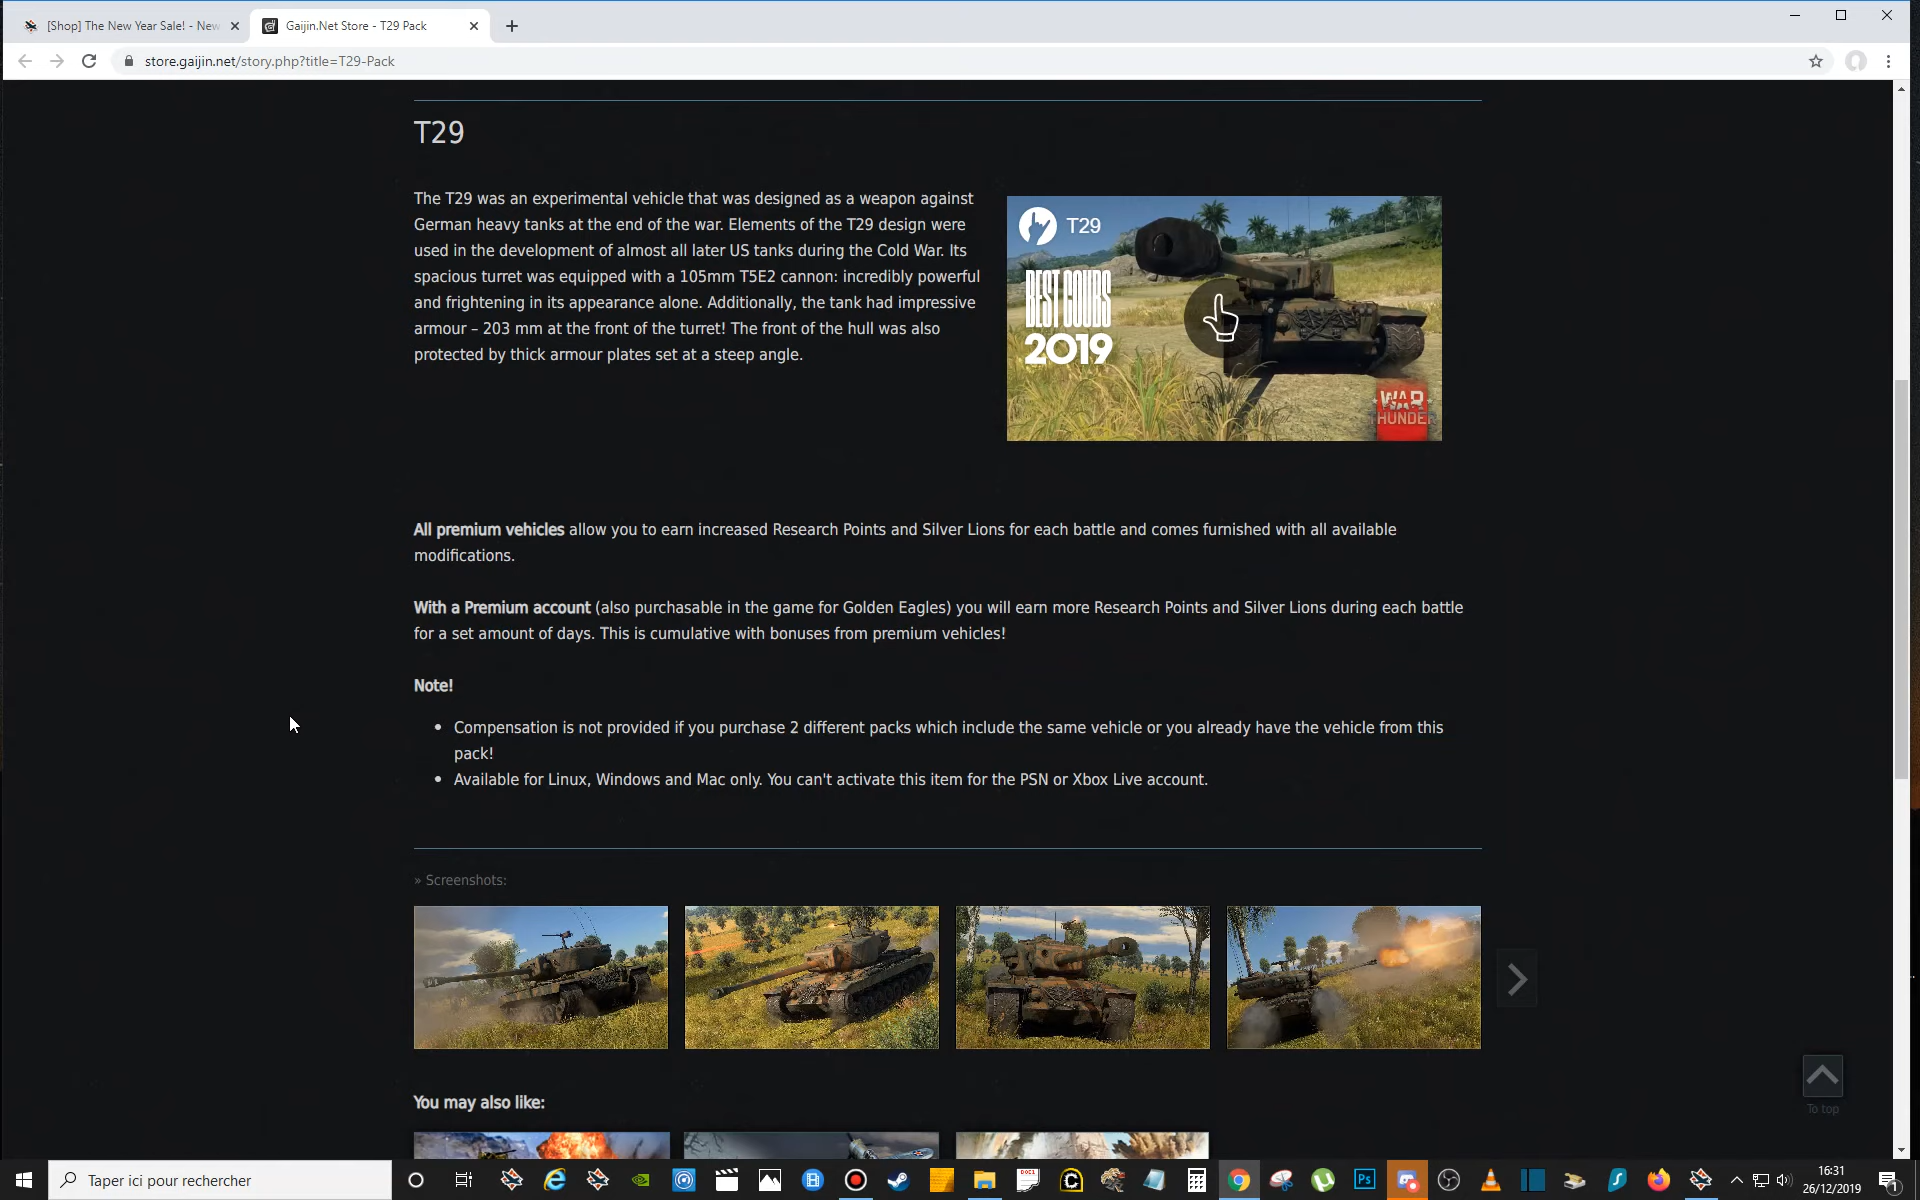 [Shop] The New Year Sale! - New
Gaijin.Net Store - T29 Pack
store.gaijin.net/story.php?title=T29-Pack
T29
The T29 was an experimental vehicle that was designed as a weapon against
German heavy tanks at the end of the war. Elements of the T29 design were
used in the development of almost all later US tanks during the Cold War. Its
spacious turret was equipped with a 105mm T5E2 cannon: incredibly powerful
and frightening in its appearance alone. Additionally, the tank had impressive
armour – 203 mm at the front of the turret! The front of the hull was also
protected by thick armour plates set at a steep angle.
T29
BEST COUBS
2019
WAR
THUNDER
All premium vehicles allow you to earn increased Research Points and Silver Lions for each battle and comes furnished with all available
modifications.
With a Premium account (also purchasable in the game for Golden Eagles) you will earn more Research Points and Silver Lions during each battle
for a set amount of days. This is cumulative with bonuses from premium vehicles!
Note!
• Compensation is not provided if you purchase 2 different packs which include the same vehicle or you already have the vehicle from this
pack!
• Available for Linux, Windows and Mac only. You can't activate this item for the PSN or Xbox Live account.
» Screenshots:
You may also like:
To top
Taper ici pour rechercher
Ps
16:31
26/12/2019
1